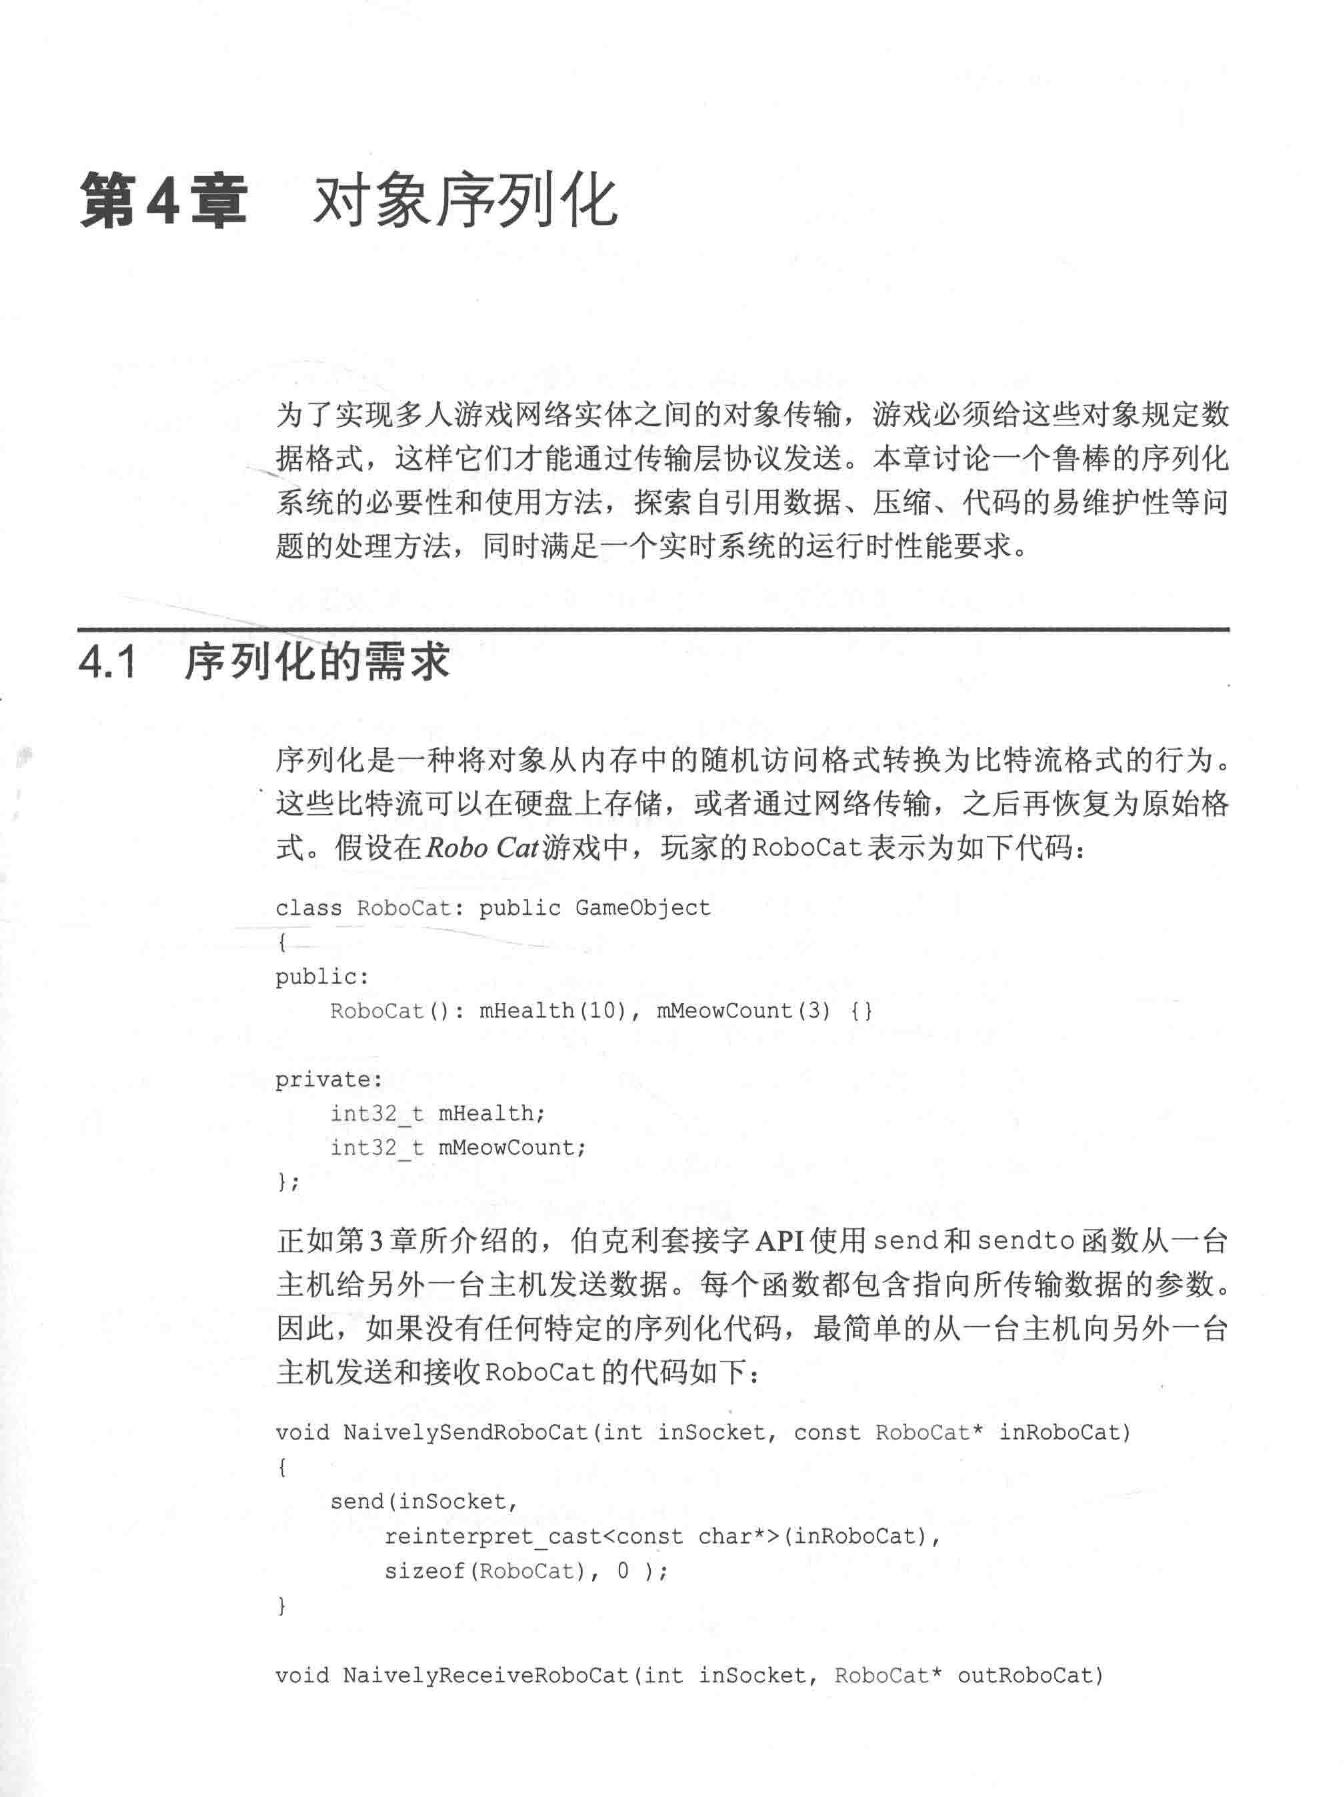 第4章 对象序列化
为了实现多人游戏网络实体之间的对象传输，游戏必须给这些对象规定数
据格式，这样它们才能通过传输层协议发送。本章讨论一个鲁棒的序列化
系统的必要性和使用方法，探索自引用数据、压缩、代码的易维护性等问
题的处理方法，同时满足一个实时系统的运行时性能要求。
4.1 序列化的需求
序列化是一种将对象从内存中的随机访问格式转换为比特流格式的行为。
这些比特流可以在硬盘上存储，或者通过网络传输，之后再恢复为原始格
式。假设在Robo Cat游戏中，玩家的RoboCat表示为如下代码：
class RoboCat: public GameObject
{
public:
    RoboCat(): mHealth(10), mMeowCount(3) {}
private:
    int32_t mHealth;
    int32_t mMeowCount;
};
正如第3章所介绍的，伯克利套接字API使用send和sendto函数从一台
主机给另外一台主机发送数据。每个函数都包含指向所传输数据的参数。
因此，如果没有任何特定的序列化代码，最简单的从一台主机向另外一台
主机发送和接收RoboCat的代码如下：
void NaivelySendRoboCat(int inSocket, const RoboCat* inRoboCat)
{
    send(inSocket,
        reinterpret_cast<const char*>(inRoboCat),
        sizeof(RoboCat), 0 );
}
void NaivelyReceiveRoboCat(int inSocket, RoboCat* outRoboCat)